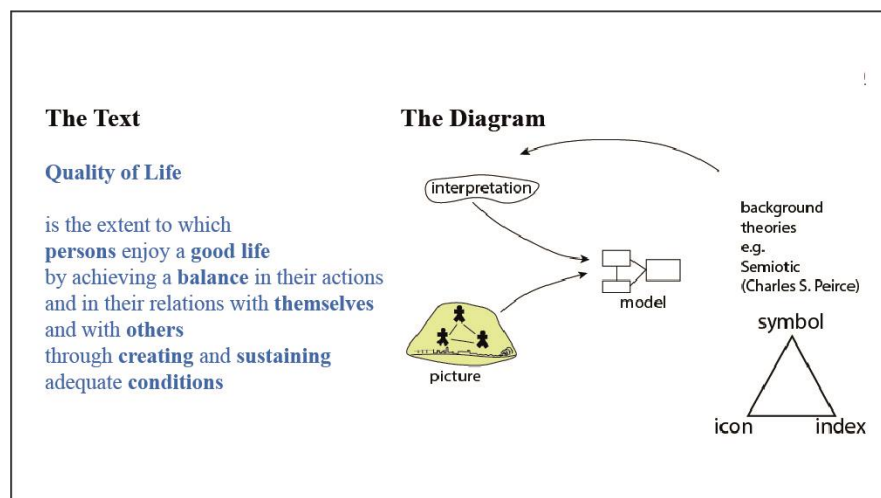 The Text
Quality of Life
is the extent to which
persons enjoy a good life
by achieving a balance in their actions
and in their relations with themselves
and with others
through creating and sustaining
adequate conditions
The Diagram
interpretation
picture
model
background
theories
e.g.
Semiotic
(Charles S. Peirce)
symbol
icon
index